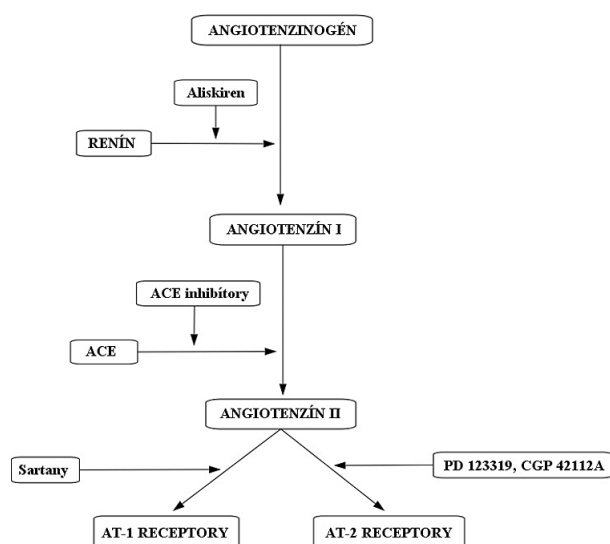 ANGIOTENZINOGÉN
Aliskiren
RENÍN
ANGIOTENZÍN I
ACE inhibítory
ACE
ANGIOTENZÍN II
Sartany
PD 123319, CGP 42112A
AT-1 RECEPTORY
AT-2 RECEPTORY